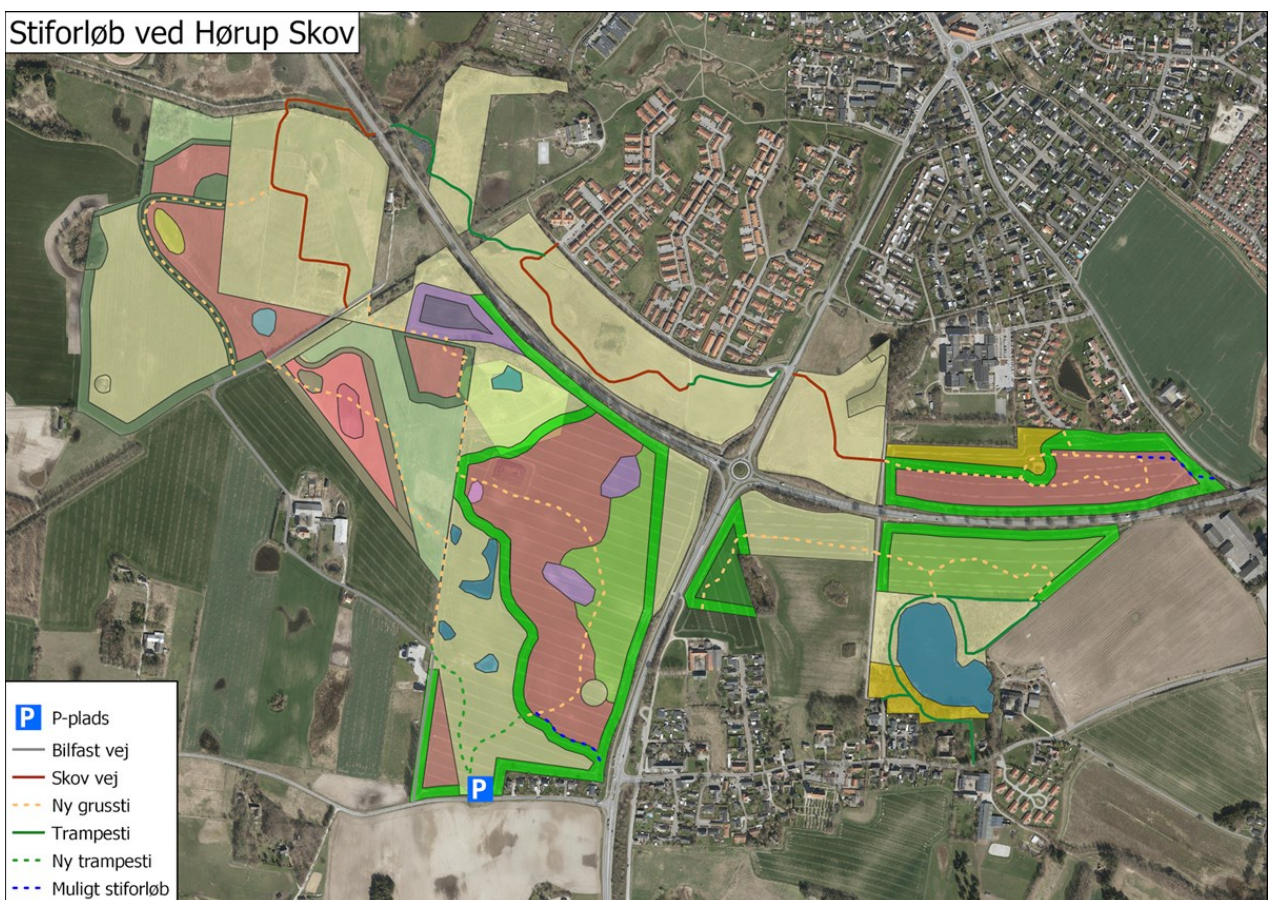 Stiforløb ved Hørup Skov
P
P P-plads
Bilfast vej
Skov vej
Ny grussti
Trampesti
Ny trampesti
Muligt stiforløb